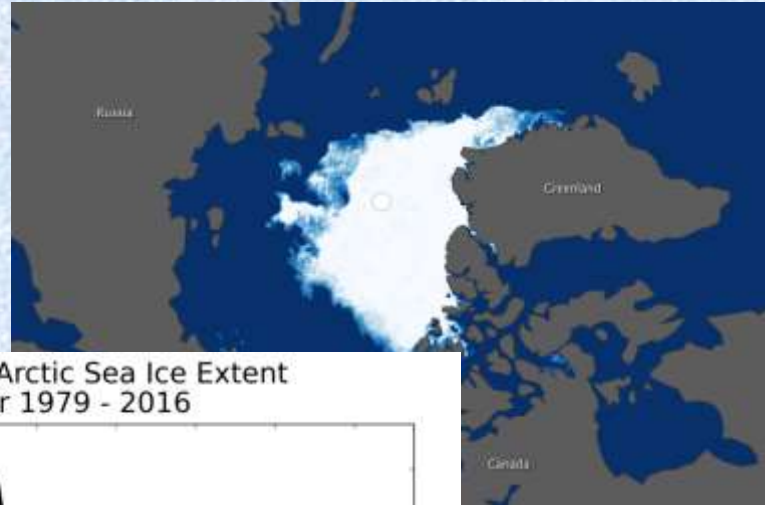 Russia
Greenland
Arctic Sea Ice Extent
r 1979 - 2016
Canada